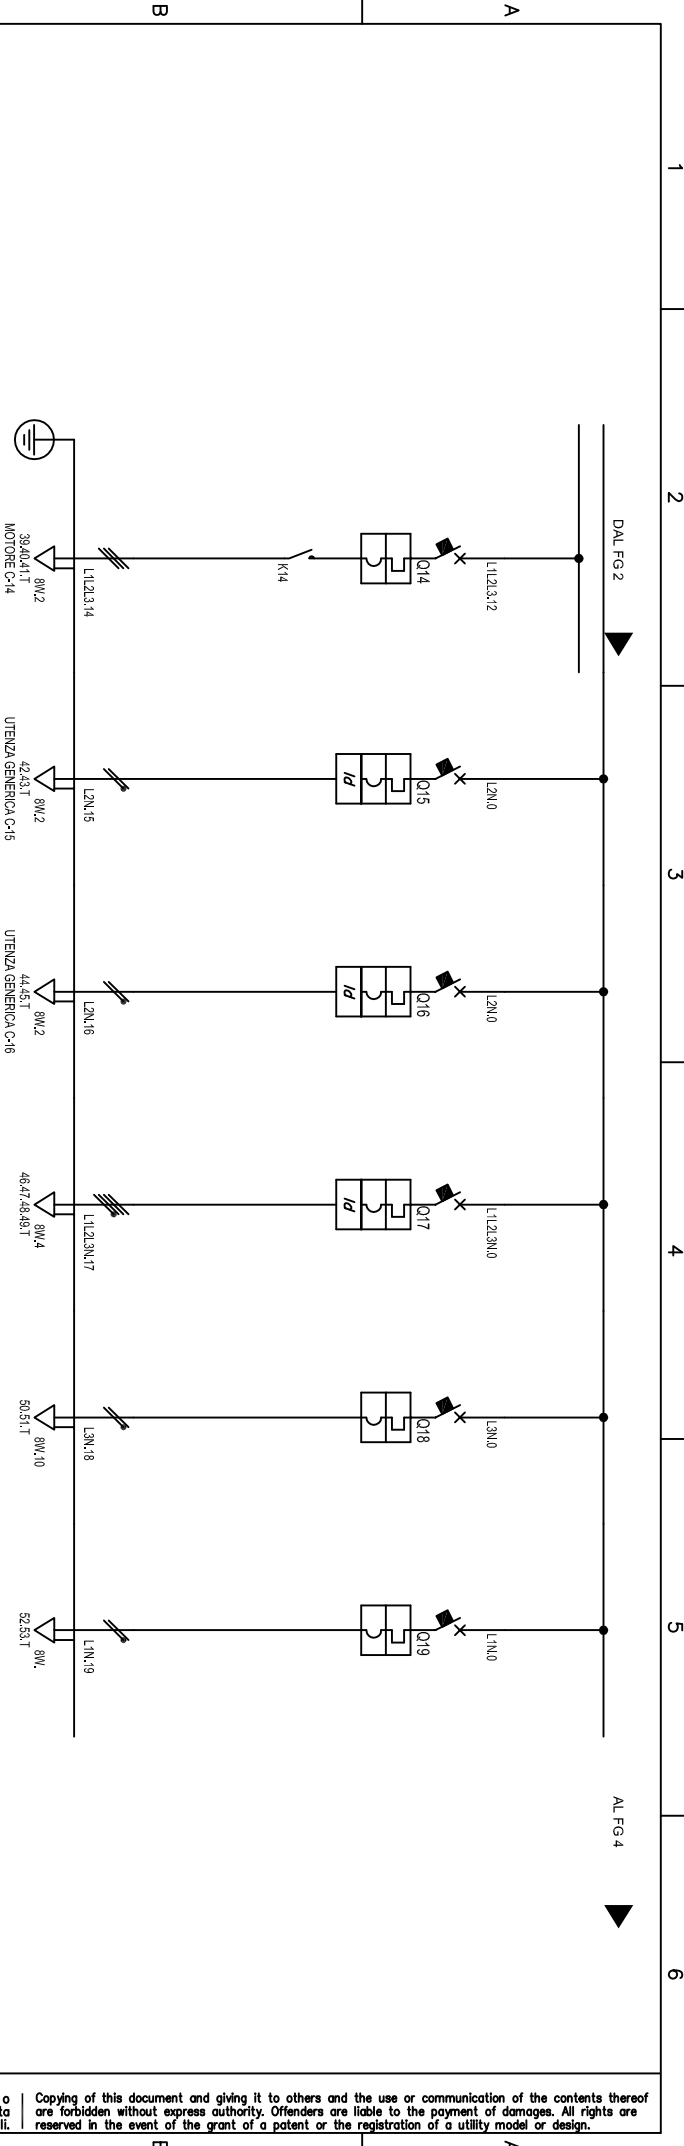 1
2
3
4
5
6
A
B
DAL FG 2
AL FG 4
L1L2L3.12
L2N.0
L2N.0
L1L2L3N.0
L3N.0
L1N.0
Q14
Q15
Q16
Q17
Q18
Q19
Id
Id
Id
K14
L1L2L3.14
L2N.15
L2N.16
L1L2L3N.17
L3N.18
L1N.19
39.40.41.T 8W.2
MOTORE C-14
42.43.T 8W.2
UTENZA GENERICA C-15
44.45.T 8W.2
UTENZA GENERICA C-16
46.47.48.49.T 8W.4
50.51.T 8W.10
52.53.T 8W.
Copying of this document and giving it to others and the use or communication of the contents thereof
are forbidden without express authority. Offenders are liable to the payment of damages. All rights are
reserved in the event of the grant of a patent or the registration of a utility model or design.
o
ta
li.